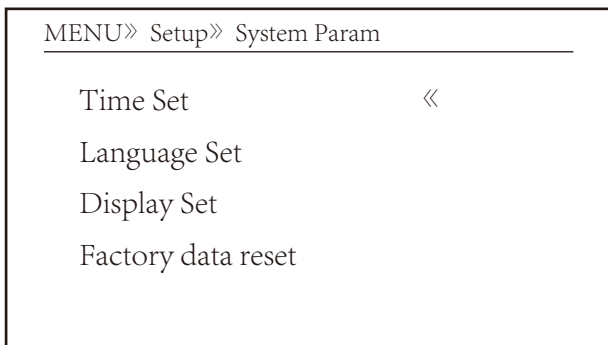 MENU» Setup» System Param
Time Set «
Language Set
Display Set
Factory data reset